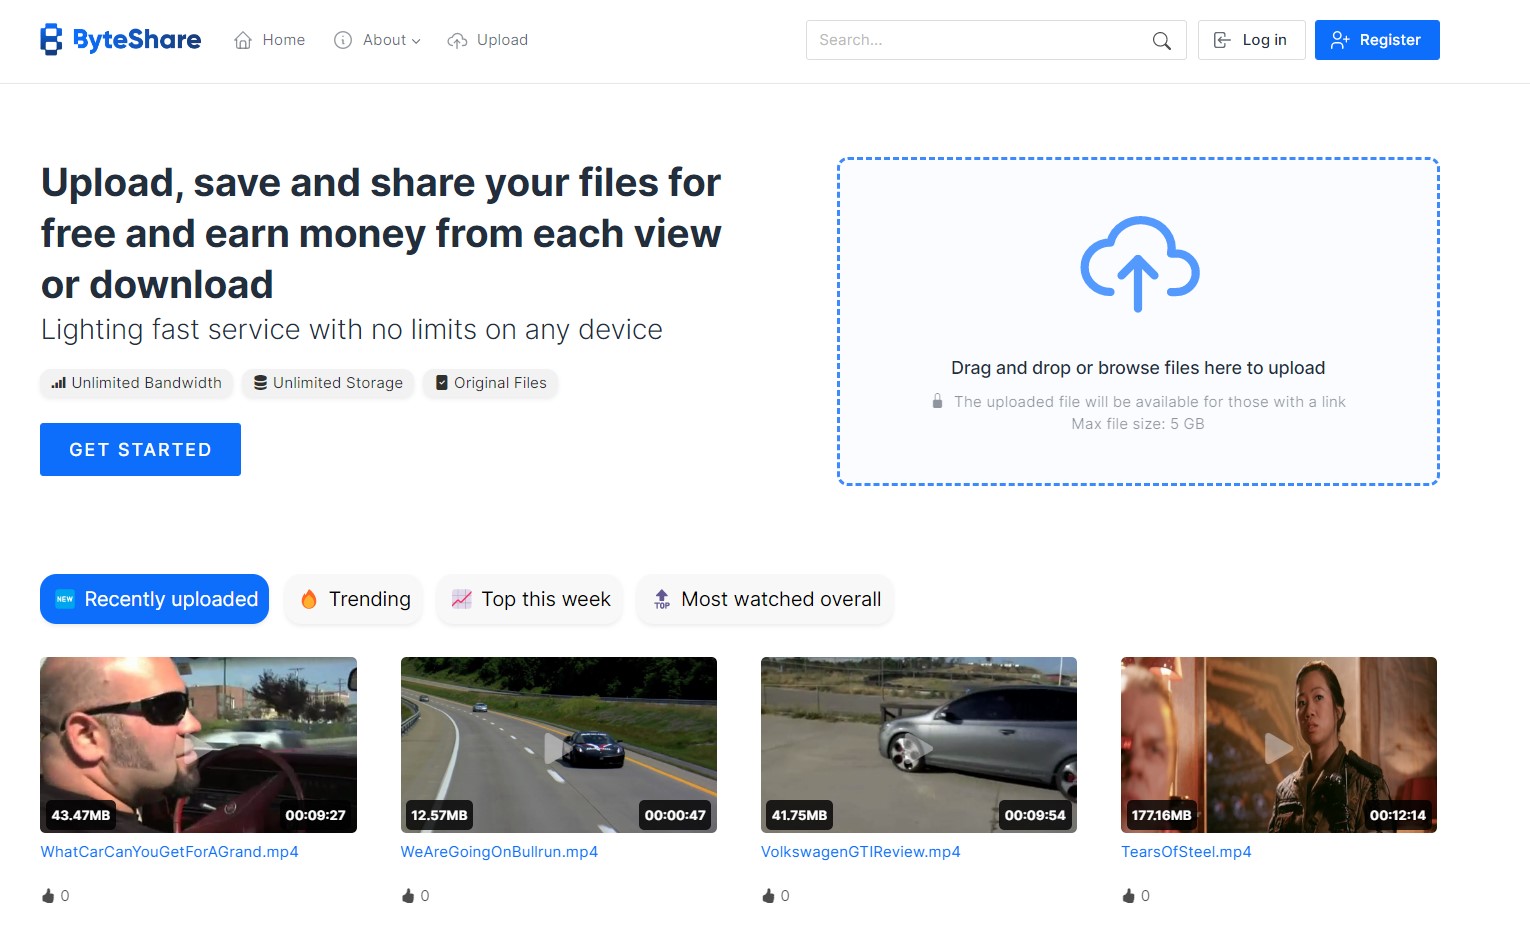 ByteShare
Home
About
Upload
Search...
Log in
Register
Upload, save and share your files for
free and earn money from each view
or download
Lighting fast service with no limits on any device
Unlimited Bandwidth
Unlimited Storage
Original Files
GET STARTED
Drag and drop or browse files here to upload
The uploaded file will be available for those with a link
Max file size: 5 GB
NEW Recently uploaded
Trending
Top this week
TOP Most watched overall
43.47MB
00:09:27
12.57MB
00:00:47
41.75MB
00:09:54
177.16MB
00:12:14
WhatCarCanYouGetForAGrand.mp4
WeAreGoingOnBullrun.mp4
VolkswagenGTIReview.mp4
TearsOfSteel.mp4
0
0
0
0